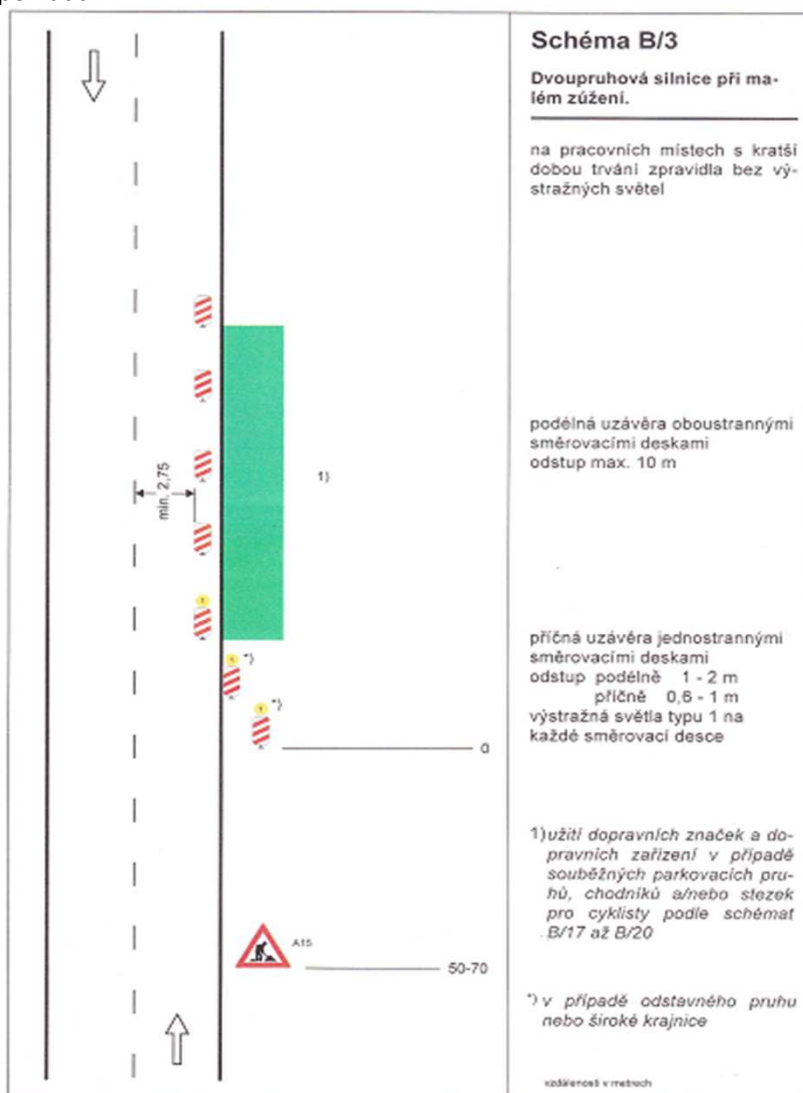 Schéma B/3
Dvoupruhová silnice při ma-
lém zúžení.
na pracovních místech s kratší
dobou trvání zpravidla bez vý-
stražných světel
podélná uzávěra oboustrannými
směrovacími deskami
odstup max. 10 m
min. 2,75
1)
příčná uzávěra jednostrannými
směrovacími deskami
odstup podélně 1 - 2 m
příčně 0,6 - 1 m
výstražná světla typu 1 na
každé směrovací desce
1
1 *)
1 *)
0
1) užití dopravních značek a do-
pravních zařízení v případě
souběžných parkovacích pru-
hů, chodníků a/nebo stezek
pro cyklisty podle schémat
B/17 až B/20
A15
50-70
*) v případě odstavného pruhu
nebo široké krajnice
vzdálenosti v metrech